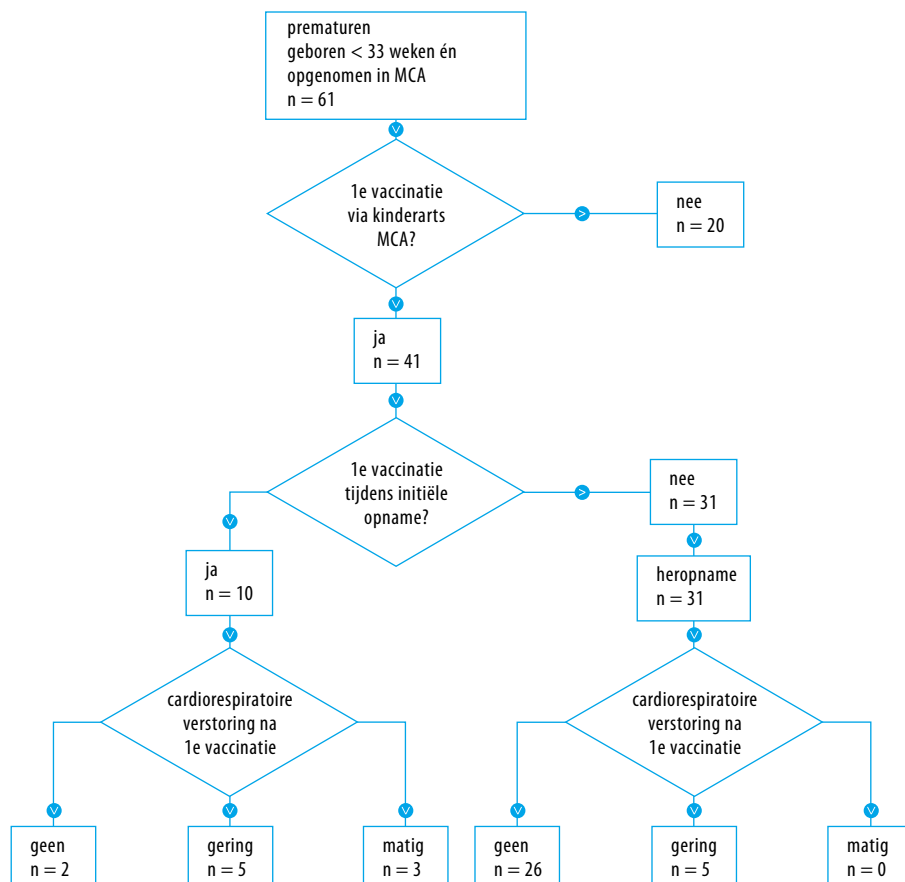 prematuren
geboren < 33 weken én
opgenomen in MCA
n = 61
1e vaccinatie
via kinderarts
MCA?
nee
n = 20
ja
n = 41
1e vaccinatie
tijdens initiële
opname?
nee
n = 31
ja
n = 10
heropname
n = 31
cardiorespiratoire
verstoring na
1e vaccinatie
cardiorespiratoire
verstoring na
1e vaccinatie
geen
n = 2
gering
n = 5
matig
n = 3
geen
n = 26
gering
n = 5
matig
n = 0